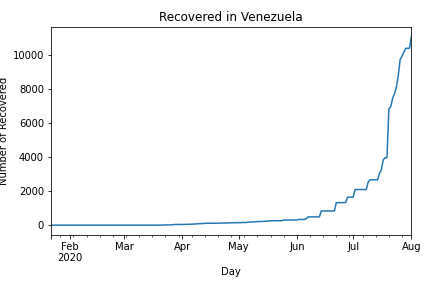 Recovered in Venezuela
Number of Recovered
10000
8000
6000
4000
2000
0
Feb
2020
Mar
Apr
May
Jun
Jul
Aug
Day